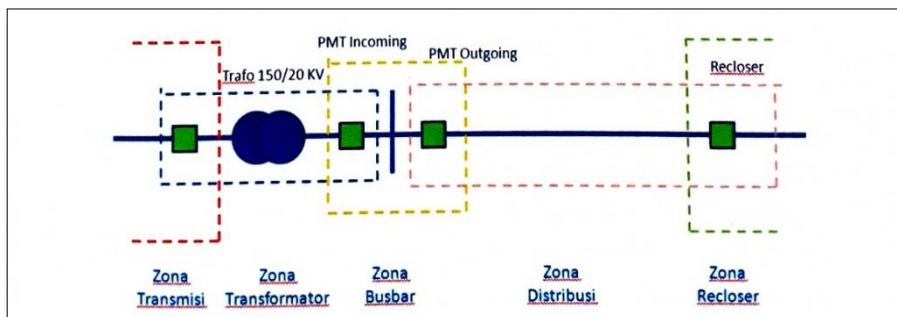 PMT Incoming
PMT Outgoing
Trafo 150/20 KV
Recloser
Zona
Transmisi
Zona
Transformator
Zona
Busbar
Zona
Distribusi
Zona
Recloser